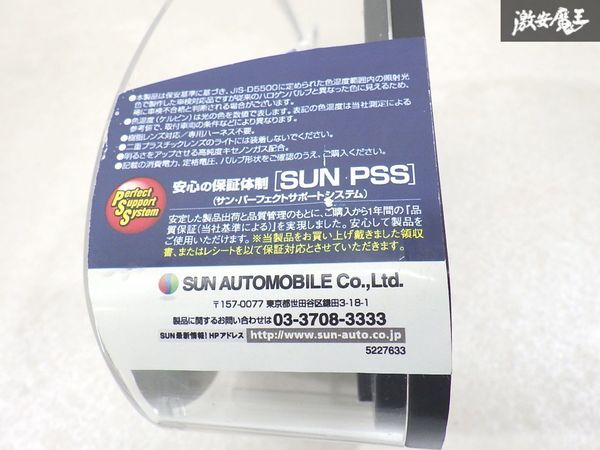 激安魔王
●本製品は保安基準に基づき、JIS-D5500に定められた色温度範囲内の照射光
色で製作した車検対応品ですが従来のハロゲンバルブと異なった色に見えるため、
稀に車検不合格と判断される場合がございます。
●色温度(ケルビン)は光の色を数値で表します。表記の色温度は当社測定による
参考値で、取付車両の条件などにより異なります。
●樹脂レンズ対応／専用ハーネス不要。
●二重プラスチックレンズのライトには装着しないでください。
●明るさをアップさせる高純度キセノンガス配合。
●記載の消費電力、定格電圧、バルブ形状をご確認のうえ、ご購入ください。
Perfect
Support
System
安心の保証体制[SUN PSS]
(サン・パーフェクトサポートシステム)
安定した製品出荷と品質管理のもとに、ご購入から1年間の「品
質保証(当社基準による)」を実現しました。安心して製品を
ご使用いただけます。※当製品をお買い上げ戴きました領収
書、またはレシートを以て保証対応とさせていただきます。
SUN AUTOMOBILE Co.,Ltd.
〒157-0077 東京都世田谷区鎌田3-18-1
製品に関するお問い合わせは 03-3708-3333
SUN最新情報!HPアドレス http://www.sun-auto.co.jp
5227633